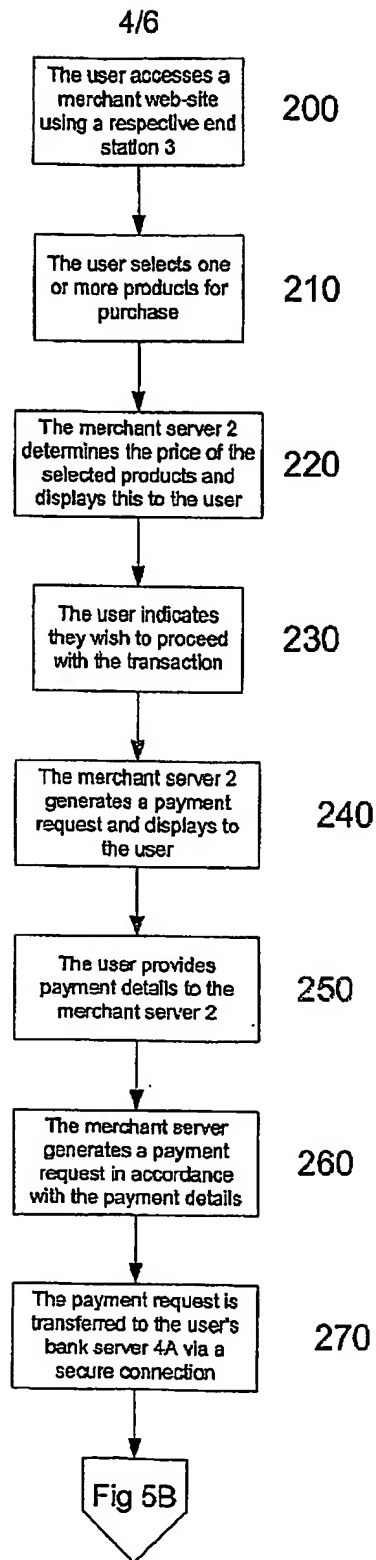 4/6
The user accesses a
merchant web-site
using a respective end
station 3
200
The user selects one
or more products for
purchase
210
The merchant server 2
determines the price of the
selected products and
displays this to the user
220
The user indicates
they wish to proceed
with the transaction
230
The merchant server 2
generates a payment
request and displays to
the user
240
The user provides
payment details to the
merchant server 2
250
The merchant server
generates a payment
request in accordance
with the payment details
260
The payment request is
transferred to the user's
bank server 4A via a
secure connection
270
Fig 5B